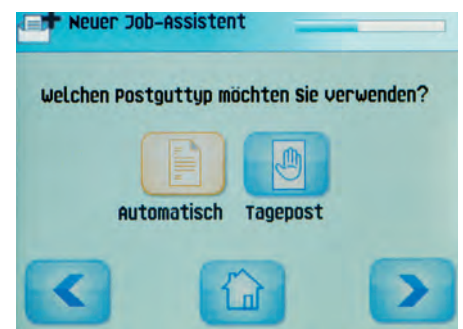 Neuer Job-Assistent
Welchen Postguttyp möchten Sie verwenden?
Automatisch Tagepost